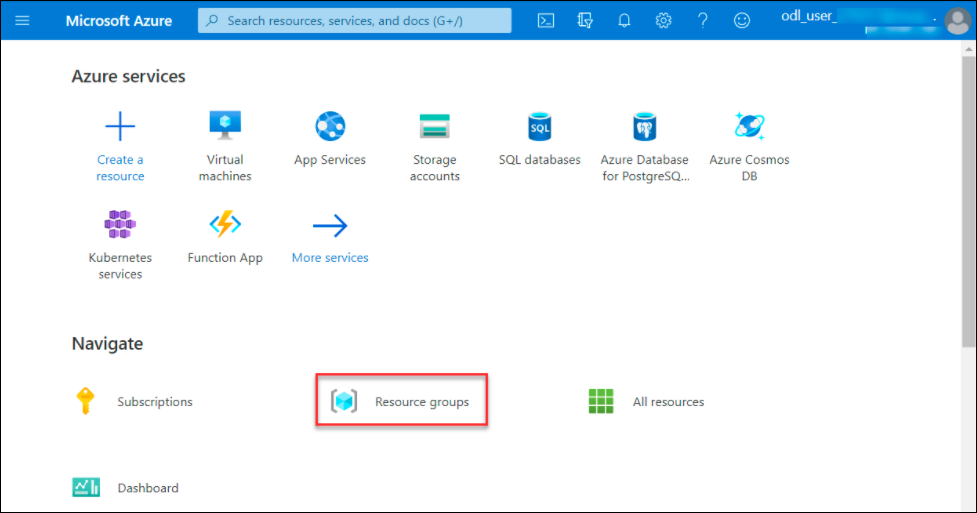 Microsoft Azure
Search resources, services, and docs (G+/)
odl_user_
Azure services
Create a
resource
Virtual
machines
App Services
Storage
accounts
SQL
SQL databases
Azure Database
for PostgreSQ...
Azure Cosmos
DB
Kubernetes
services
Function App
More services
Navigate
Subscriptions
Resource groups
All resources
Dashboard